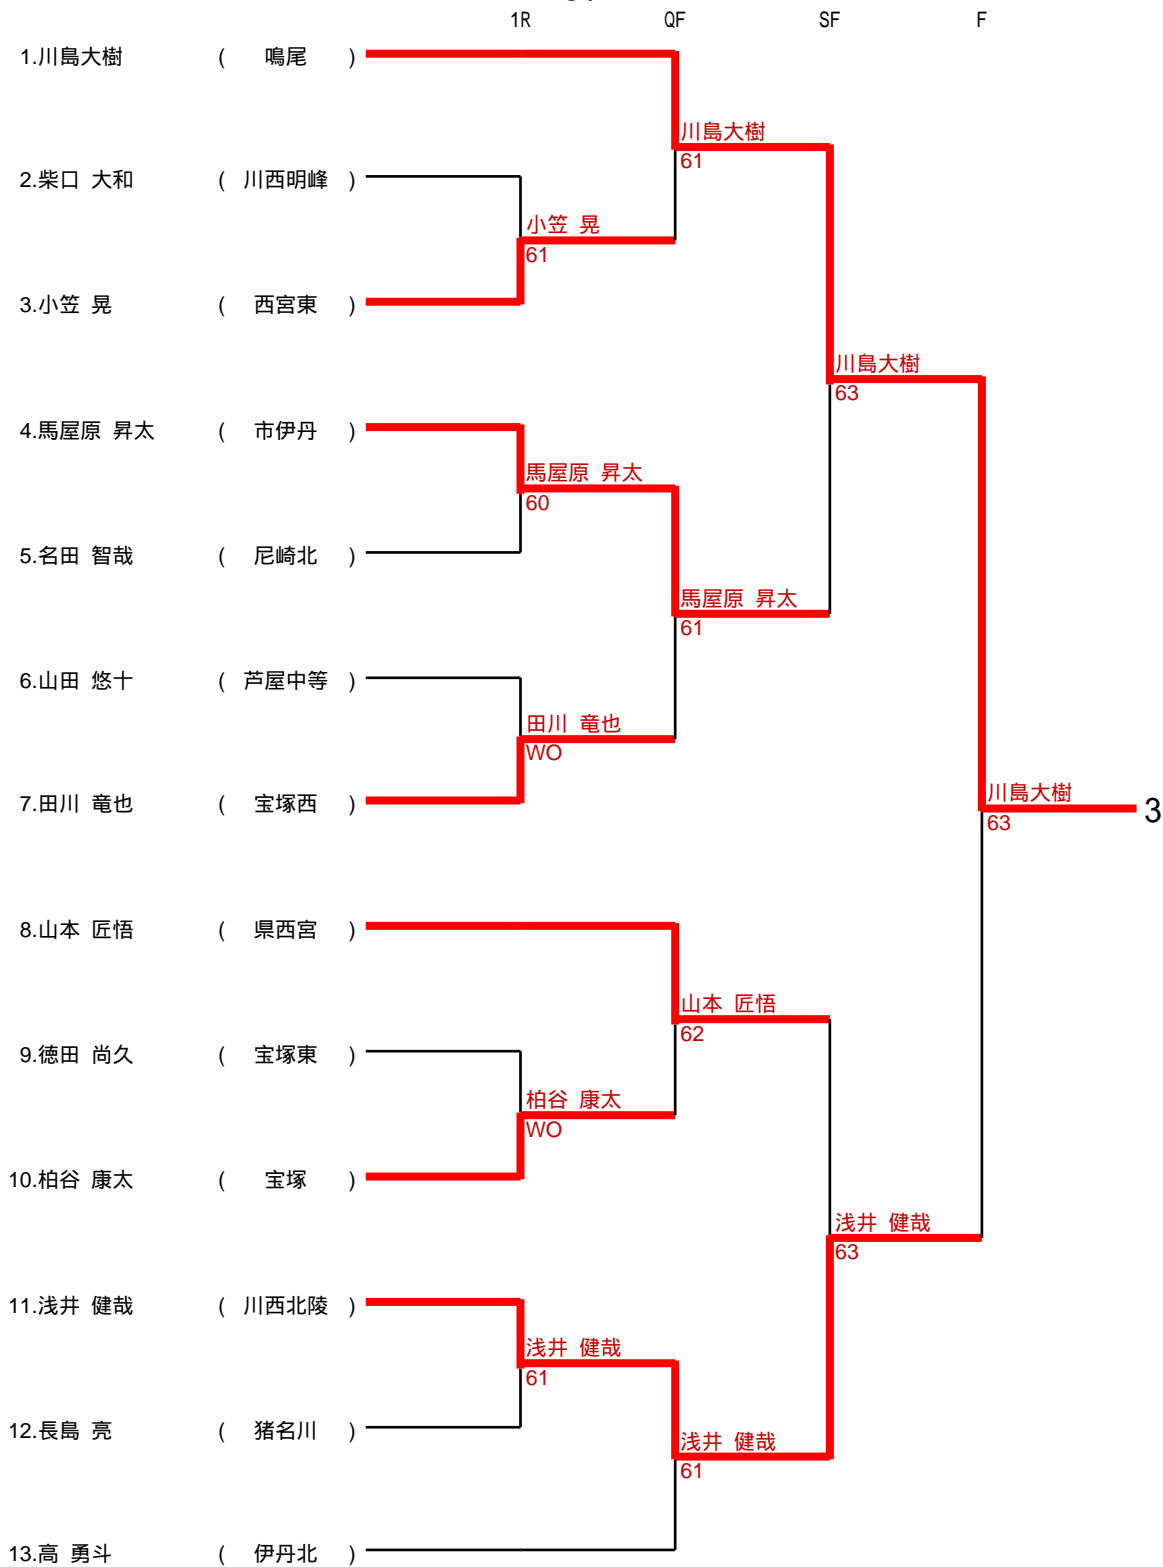 1R QF SF F
1.川島大樹 ( 鳴尾 )
川島大樹
61
2.柴口 大和 ( 川西明峰 )
小笠 晃
61
3.小笠 晃 ( 西宮東 )
川島大樹
63
4.馬屋原 昇太 ( 市伊丹 )
馬屋原 昇太
60
5.名田 智哉 ( 尼崎北 )
馬屋原 昇太
61
6.山田 悠十 ( 芦屋中等 )
田川 竜也
WO
7.田川 竜也 ( 宝塚西 )
川島大樹
63
3
8.山本 匠悟 ( 県西宮 )
山本 匠悟
62
9.徳田 尚久 ( 宝塚東 )
柏谷 康太
WO
10.柏谷 康太 ( 宝塚 )
浅井 健哉
63
11.浅井 健哉 ( 川西北陵 )
浅井 健哉
61
12.長島 亮 ( 猪名川 )
浅井 健哉
61
13.高 勇斗 ( 伊丹北 )